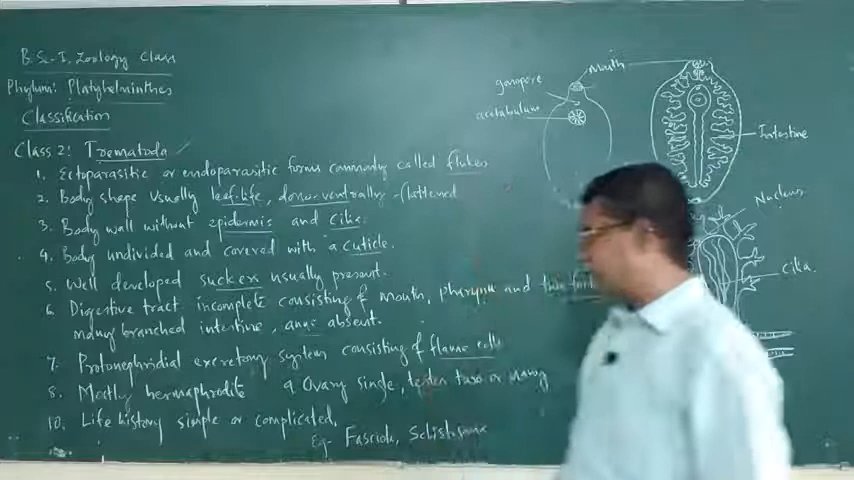 B.Sc-I, Zoology Class
Phylum: Platyhelminthes
Classification
Class 2: Trematoda
1. Ectoparasitic or endoparasitic forms commonly called flukes
2. Body shape usually leaf-like, dorso-ventrally flattened
3. Body wall without epidermis and cilia.
4. Body undivided and covered with a cuticle.
5. Well developed suckers usually present.
6. Digestive tract incomplete consisting of mouth, pharynx and two
many branched intestine, anus absent.
7. Protonephridial excretory system consisting of flame cells
8. Mostly hermaphrodite 9. Ovary single, testes two or many
10. Life history simple or complicated,
Eg- Fasciola, Schistosoma
Mouth
gonopore
acetabulum
Intestine
Nucleus
Cilia.